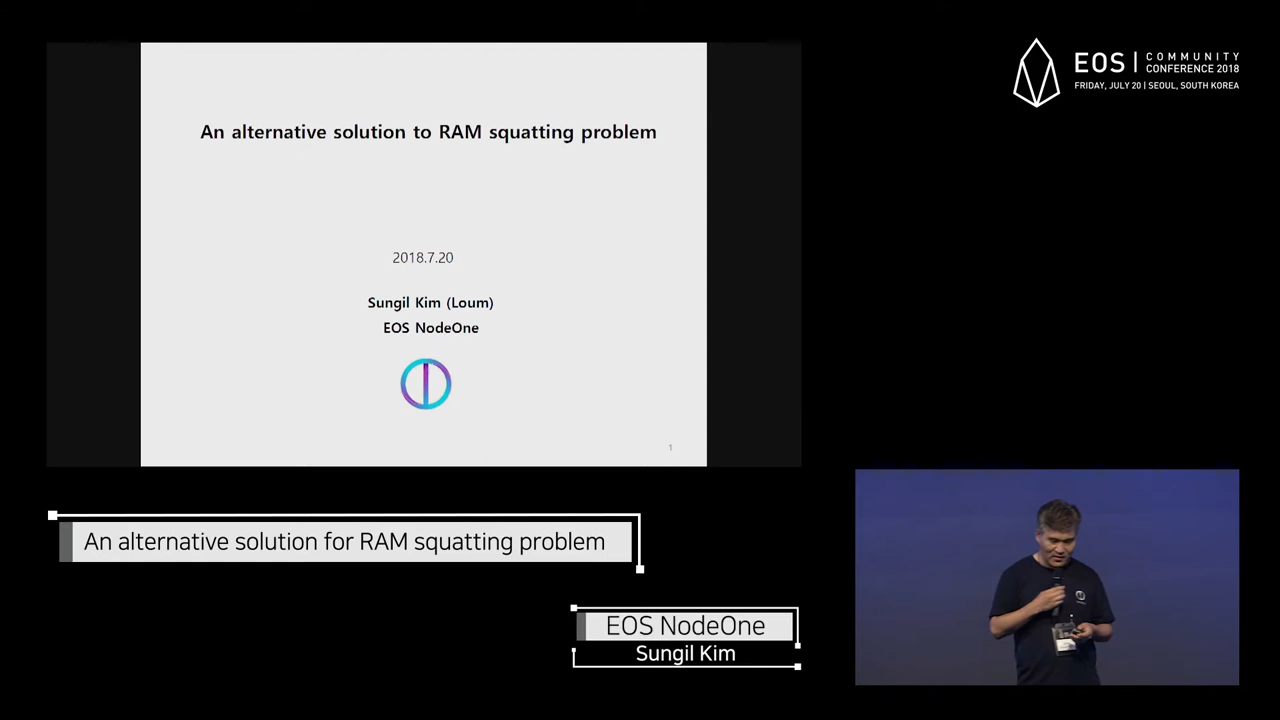 An alternative solution to RAM squatting problem
2018.7.20
Sungil Kim (Loum)
EOS NodeOne
1
EOS | COMMUNITY
CONFERENCE 2018
FRIDAY, JULY 20 | SEOUL, SOUTH KOREA
An alternative solution for RAM squatting problem
EOS NodeOne
Sungil Kim